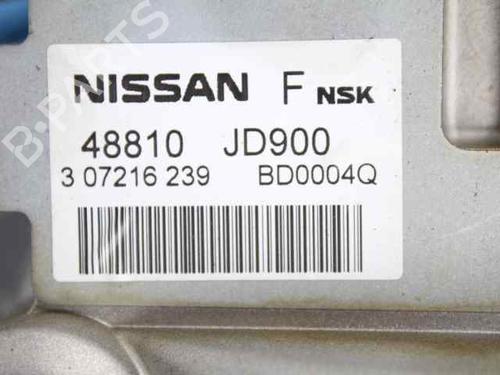 NISSAN F NSK
48810 JD900
3 07216 239 BD0004Q
B-PARTS